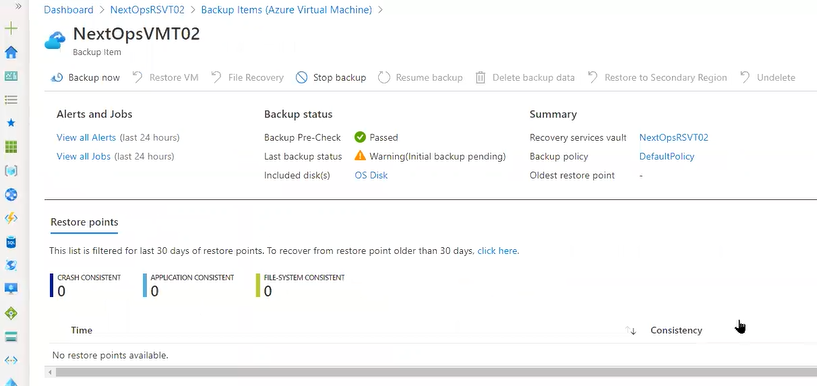 Dashboard > NextOpsRSVT02 > Backup Items (Azure Virtual Machine) >
NextOpsVMT02
Backup Item
Backup now Restore VM File Recovery Stop backup Resume backup Delete backup data Restore to Secondary Region Undelete
Alerts and Jobs
View all Alerts (last 24 hours)
View all Jobs (last 24 hours)
Backup status
Backup Pre-Check Passed
Last backup status Warning(Initial backup pending)
Included disk(s) OS Disk
Summary
Recovery services vault NextOpsRSVT02
Backup policy DefaultPolicy
Oldest restore point -
Restore points
This list is filtered for last 30 days of restore points. To recover from restore point older than 30 days, click here.
CRASH CONSISTENT
0
APPLICATION CONSISTENT
0
FILE-SYSTEM CONSISTENT
0
Time Consistency
No restore points available.